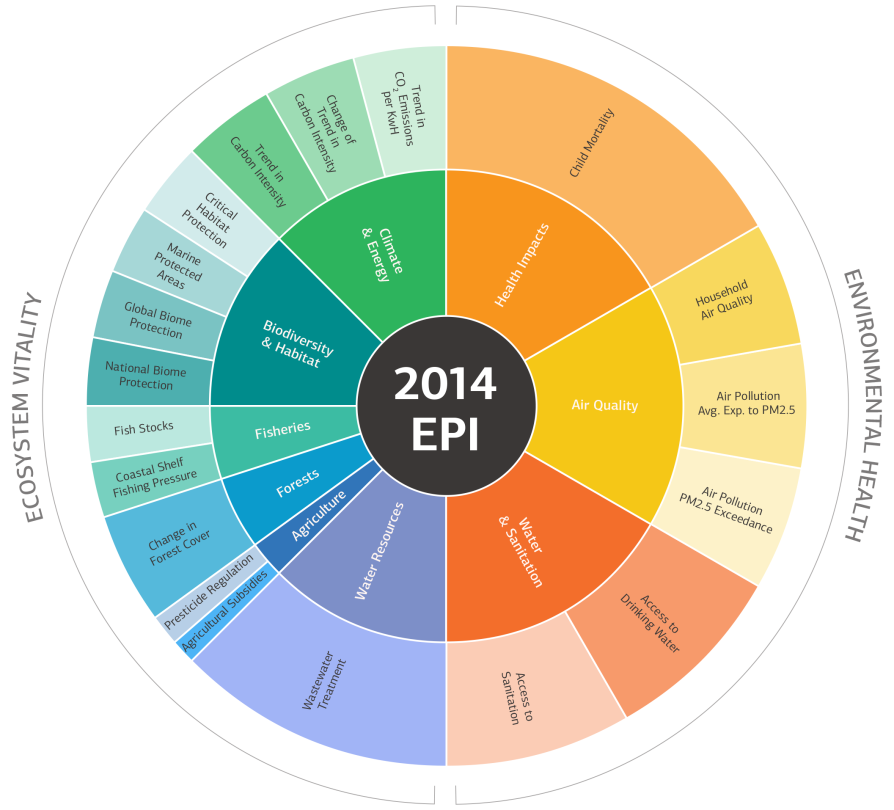 2014
EPI
ENVIRONMENTAL HEALTH
Health Impacts
Child Mortality
Air Quality
Household
Air Quality
Air Pollution
Avg. Exp. to PM2.5
Air Pollution
PM2.5 Exceedance
Water
& Sanitation
Access to
Drinking Water
Access to
Sanitation
ECOSYSTEM VITALITY
Water Resources
Wastewater
Treatment
Agriculture
Agricultural Subsidies
Presticide Regulation
Forests
Change in
Forest Cover
Fisheries
Coastal Shelf
Fishing Pressure
Fish Stocks
Biodiversity
& Habitat
National Biome
Protection
Global Biome
Protection
Marine
Protected
Areas
Critical
Habitat
Protection
Climate
& Energy
Trend in
Carbon Intensity
Change of
Trend in
Carbon Intensity
Trend in
CO₂ Emissions
per KwH